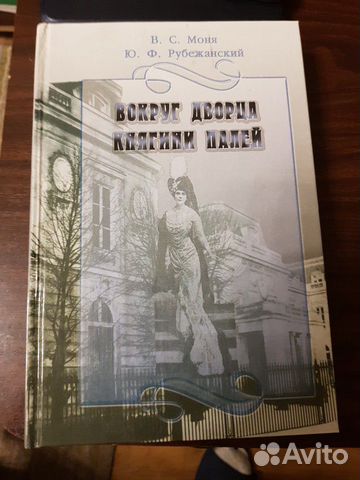 В. С. Моня
Ю. Ф. Рубежанский
ВОКРУГ ДВОРЦА
КНЯГИНИ ПАЛЕЙ
Avito